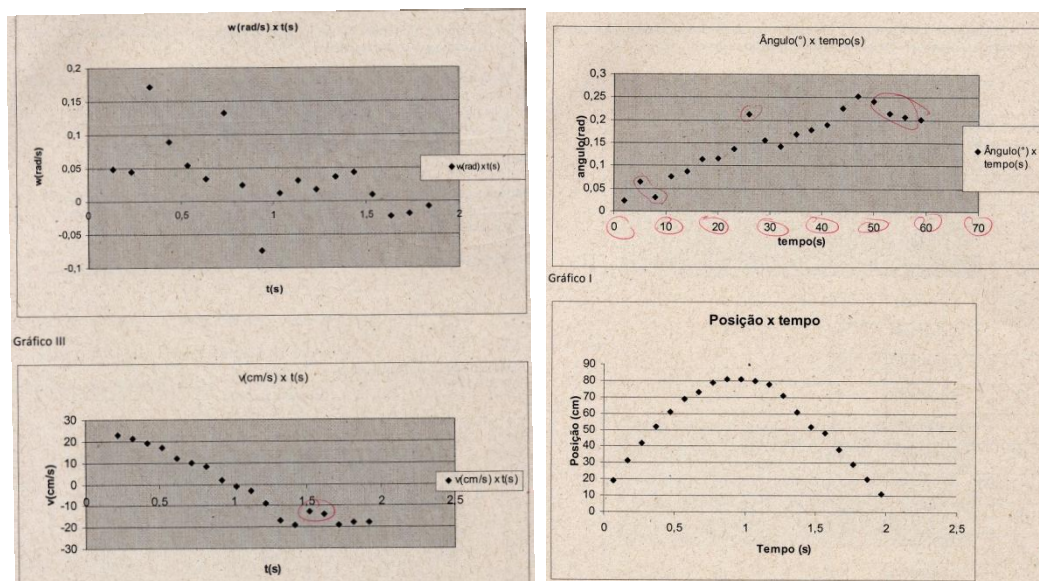 w(rad/s) x t(s)
0,2
0,15
0,1
0,05
0
-0,05
-0,1
w(rad/s)
0
0,5
1
1,5
2
t(s)
w(rad) x t(s)
Gráfico III
v(cm/s) x t(s)
30
20
10
0
-10
-20
-30
v(cm/s)
0
0,5
1
1,5
2
2,5
t(s)
v(cm/s) x t(s)
Ângulo(°) x tempo(s)
0,3
0,25
0,2
0,15
0,1
0,05
0
angulo(rad)
0 10 20 30 40 50 60 70
tempo(s)
Ângulo(°) x
tempo(s)
Gráfico I
Posição x tempo
90
80
70
60
50
40
30
20
10
0
Posição (cm)
0
0,5
1
1,5
2
2,5
Tempo (s)